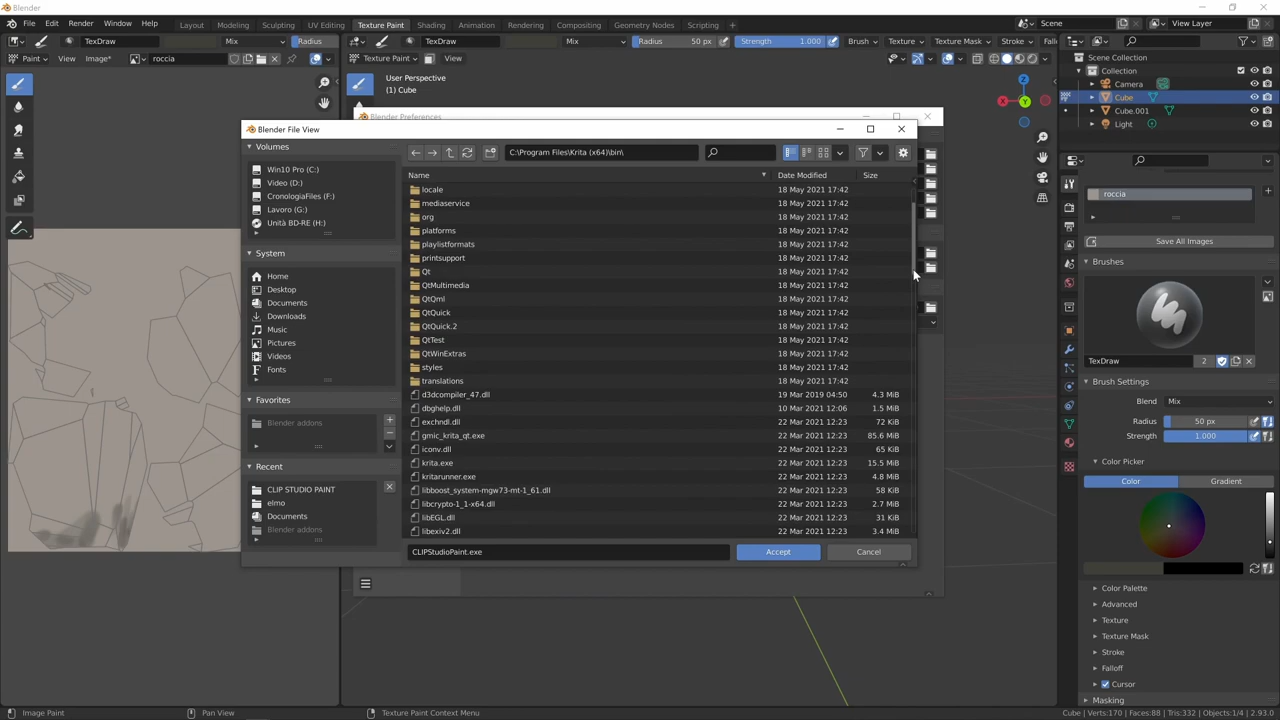 Blender
File Edit Render Window Help Layout Modeling Sculpting UV Editing Texture Paint Shading Animation Rendering Compositing Geometry Nodes Scripting + Scene View Layer
TexDraw Mix Radius TexDraw Mix Radius 50 px Strength 1.000 Brush Texture Texture Mask Stroke Fall
Paint View Image* roccia Texture Paint View
User Perspective
(1) Cube
Scene Collection
Collection
Camera
Cube
Cube.001
Light
Blender Preferences
Blender File View
Volumes
Win10 Pro (C:)
Video (D:)
CronologiaFiles (F:)
Lavoro (G:)
Unità BD-RE (H:)
System
Home
Desktop
Documents
Downloads
Music
Pictures
Videos
Fonts
Favorites
Blender addons
Recent
CLIP STUDIO PAINT
elmo
Documents
Blender addons
C:\Program Files\Krita (x64)\bin\
Name Date Modified Size
locale 18 May 2021 17:42
mediaservice 18 May 2021 17:42
org 18 May 2021 17:42
platforms 18 May 2021 17:42
playlistformats 18 May 2021 17:42
printsupport 18 May 2021 17:42
Qt 18 May 2021 17:42
QtMultimedia 18 May 2021 17:42
QtQml 18 May 2021 17:42
QtQuick 18 May 2021 17:42
QtQuick.2 18 May 2021 17:42
QtTest 18 May 2021 17:42
QtWinExtras 18 May 2021 17:42
styles 18 May 2021 17:42
translations 18 May 2021 17:42
d3dcompiler_47.dll 19 Mar 2019 04:50 4.3 MiB
dbghelp.dll 10 Mar 2021 12:06 1.5 MiB
exchndl.dll 22 Mar 2021 12:23 72 KiB
gmic_krita_qt.exe 22 Mar 2021 12:23 85.6 MiB
iconv.dll 22 Mar 2021 12:23 65 KiB
krita.exe 22 Mar 2021 12:23 15.5 MiB
kritarunner.exe 22 Mar 2021 12:23 4.8 MiB
libboost_system-mgw73-mt-1_61.dll 22 Mar 2021 12:23 58 KiB
libcrypto-1_1-x64.dll 22 Mar 2021 12:23 2.7 MiB
libEGL.dll 22 Mar 2021 12:23 31 KiB
libexiv2.dll 22 Mar 2021 12:23 3.4 MiB
CLIPStudioPaint.exe Accept Cancel
roccia
Save All Images
Brushes
TexDraw 2
Brush Settings
Blend Mix
Radius 50 px
Strength 1.000
Color Picker
Color Gradient
Color Palette
Advanced
Texture
Texture Mask
Stroke
Falloff
Cursor
Masking
Image Paint Pan View Texture Paint Context Menu Cube | Verts:170 | Faces:88 | Tris:332 | Objects:1/4 | 2.93.0